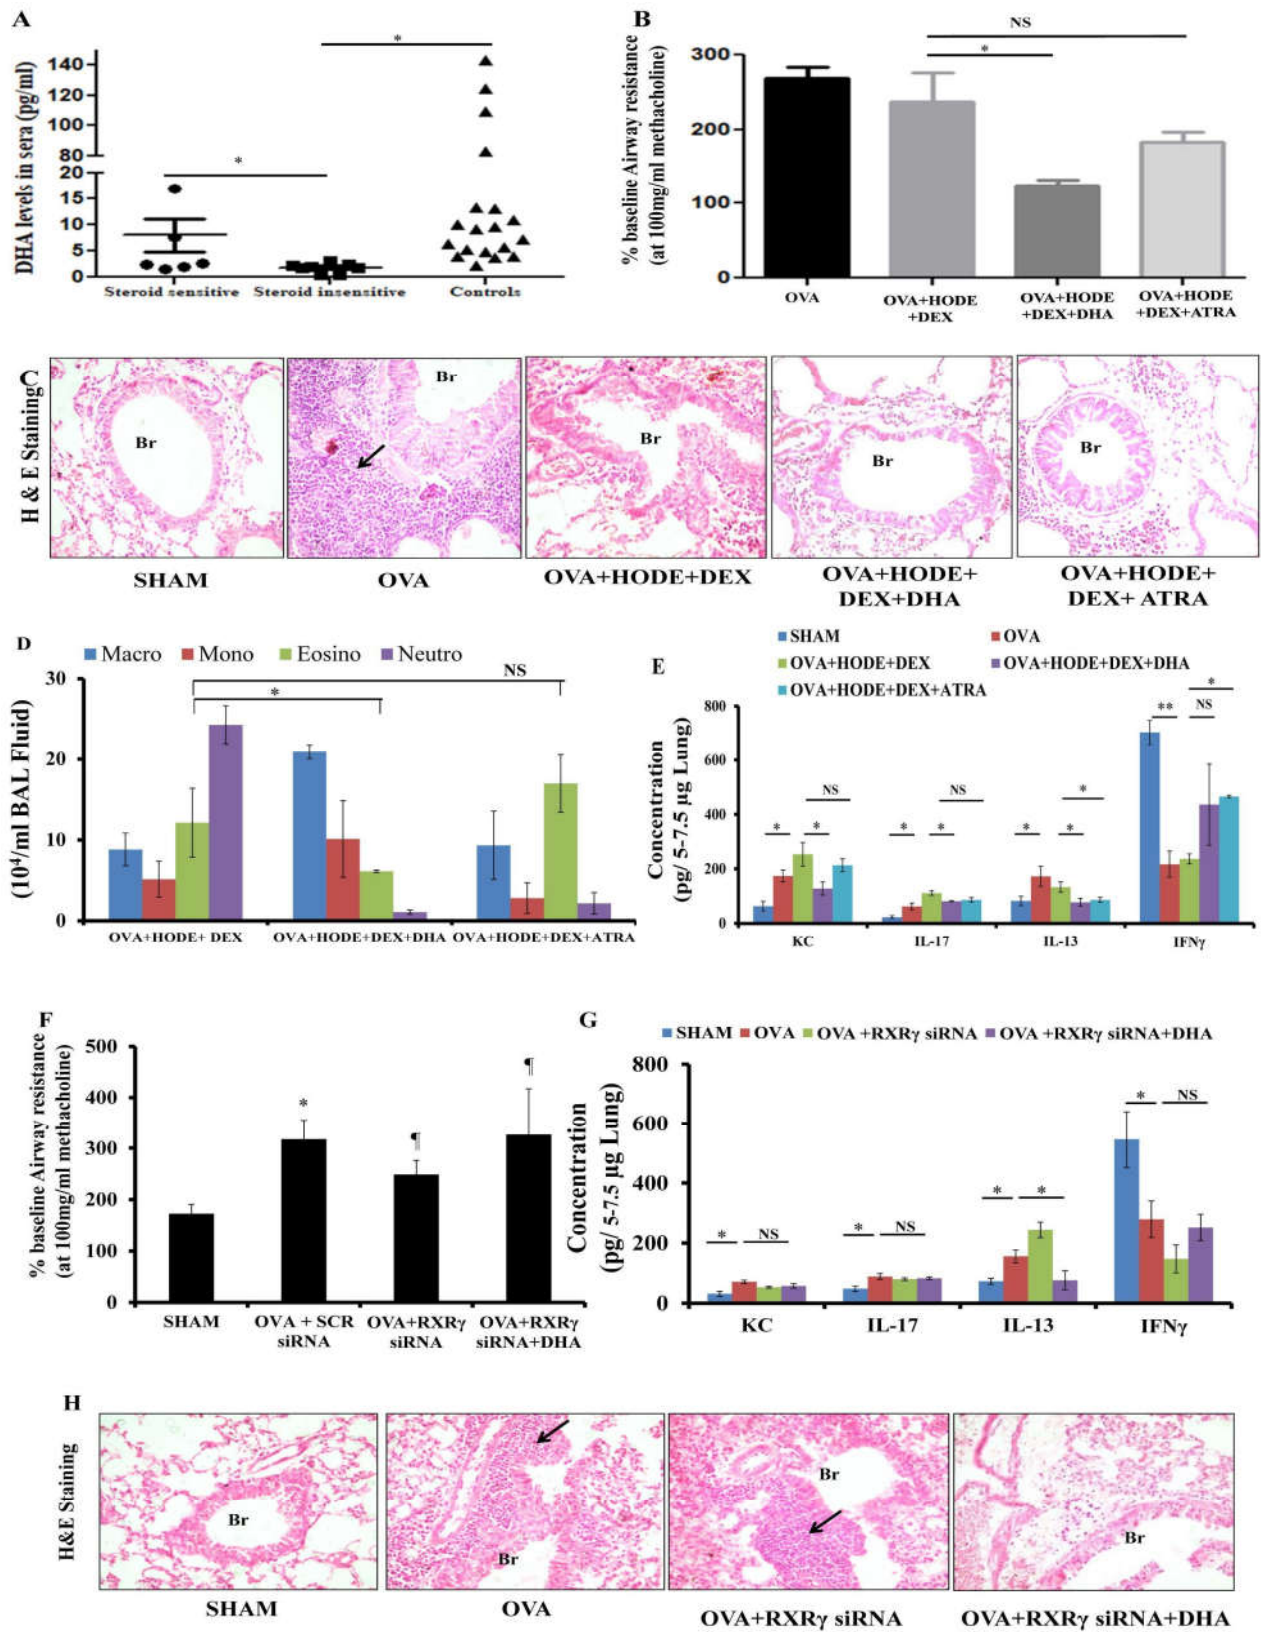 A
DHA levels in sera (pg/ml)
140
120
100
80
20
15
10
5
0
*
*
Steroid sensitive
Steroid insensitive
Controls
B
% baseline Airway resistance
(at 100mg/ml methacholine)
300
200
100
0
NS
*
OVA
OVA+HODE
+DEX
OVA+HODE
+DEX+DHA
OVA+HODE
+DEX+ATRA
C
H & E Staining
Br
Br
Br
Br
Br
SHAM
OVA
OVA+HODE+DEX
OVA+HODE+
DEX+DHA
OVA+HODE+
DEX+ ATRA
D
Macro
Mono
Eosino
Neutro
(10⁴/ml BAL Fluid)
30
20
10
0
NS
*
OVA+HODE+ DEX
OVA+HODE+DEX+DHA
OVA+HODE+DEX+ATRA
E
SHAM
OVA
OVA+HODE+DEX
OVA+HODE+DEX+DHA
OVA+HODE+DEX+ATRA
Concentration
(pg/ 5-7.5 µg Lung)
800
600
400
200
0
*
*
NS
*
*
NS
*
*
*
**
NS
*
KC
IL-17
IL-13
IFNγ
F
% baseline Airway resistance
(at 100mg/ml methacholine)
500
400
300
200
100
0
*
¶
¶
SHAM
OVA + SCR
siRNA
OVA+RXRγ
siRNA
OVA+RXRγ
siRNA+DHA
G
SHAM
OVA
OVA +RXRγ siRNA
OVA +RXRγ siRNA+DHA
Concentration
(pg/ 5-7.5 µg Lung)
800
600
400
200
0
*
NS
*
NS
*
*
*
NS
KC
IL-17
IL-13
IFNγ
H
H&E Staining
Br
Br
Br
Br
SHAM
OVA
OVA+RXRγ siRNA
OVA+RXRγ siRNA+DHA